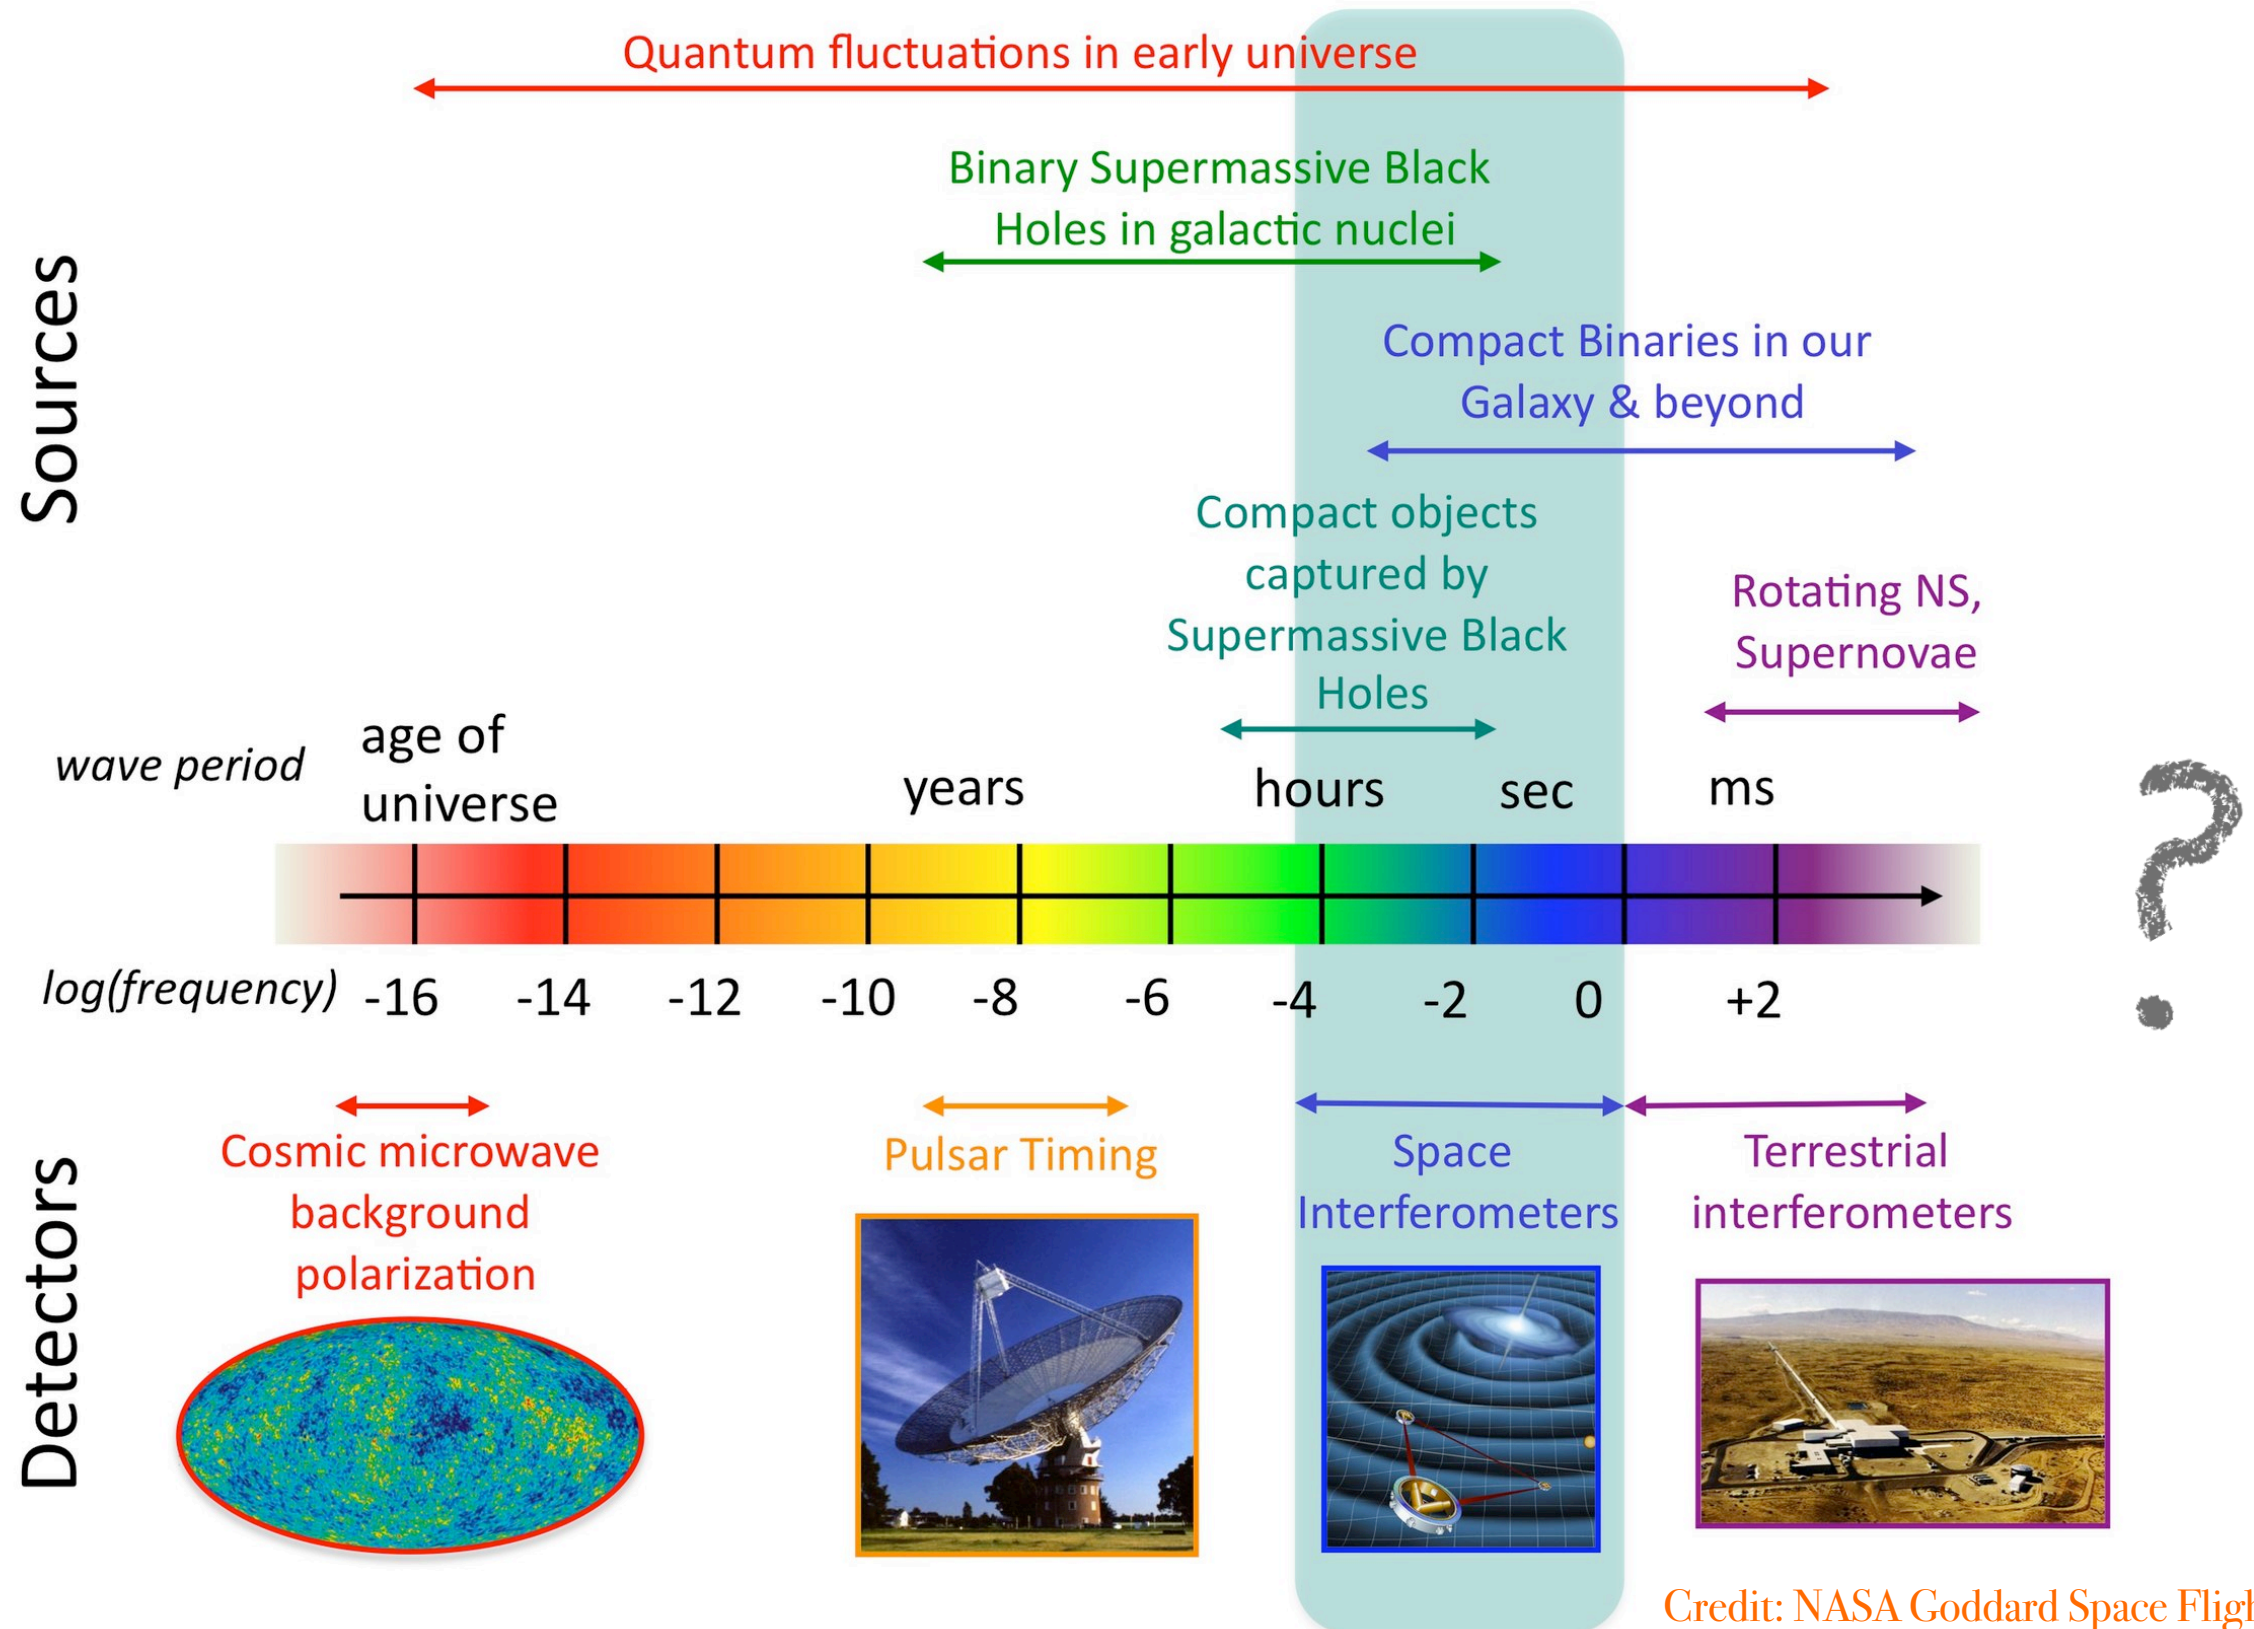 Quantum fluctuations in early universe
Binary Supermassive Black
Holes in galactic nuclei
Sources
Compact Binaries in our
Galaxy & beyond
Compact objects
captured by
Supermassive Black
Holes
Rotating NS,
Supernovae
wave period
age of
universe
years
hours
sec
ms
?
log(frequency)
-16
-14
-12
-10
-8
-6
-4
-2
0
+2
Detectors
Cosmic microwave
background
polarization
Pulsar Timing
Space
Interferometers
Terrestrial
interferometers
Credit: NASA Goddard Space